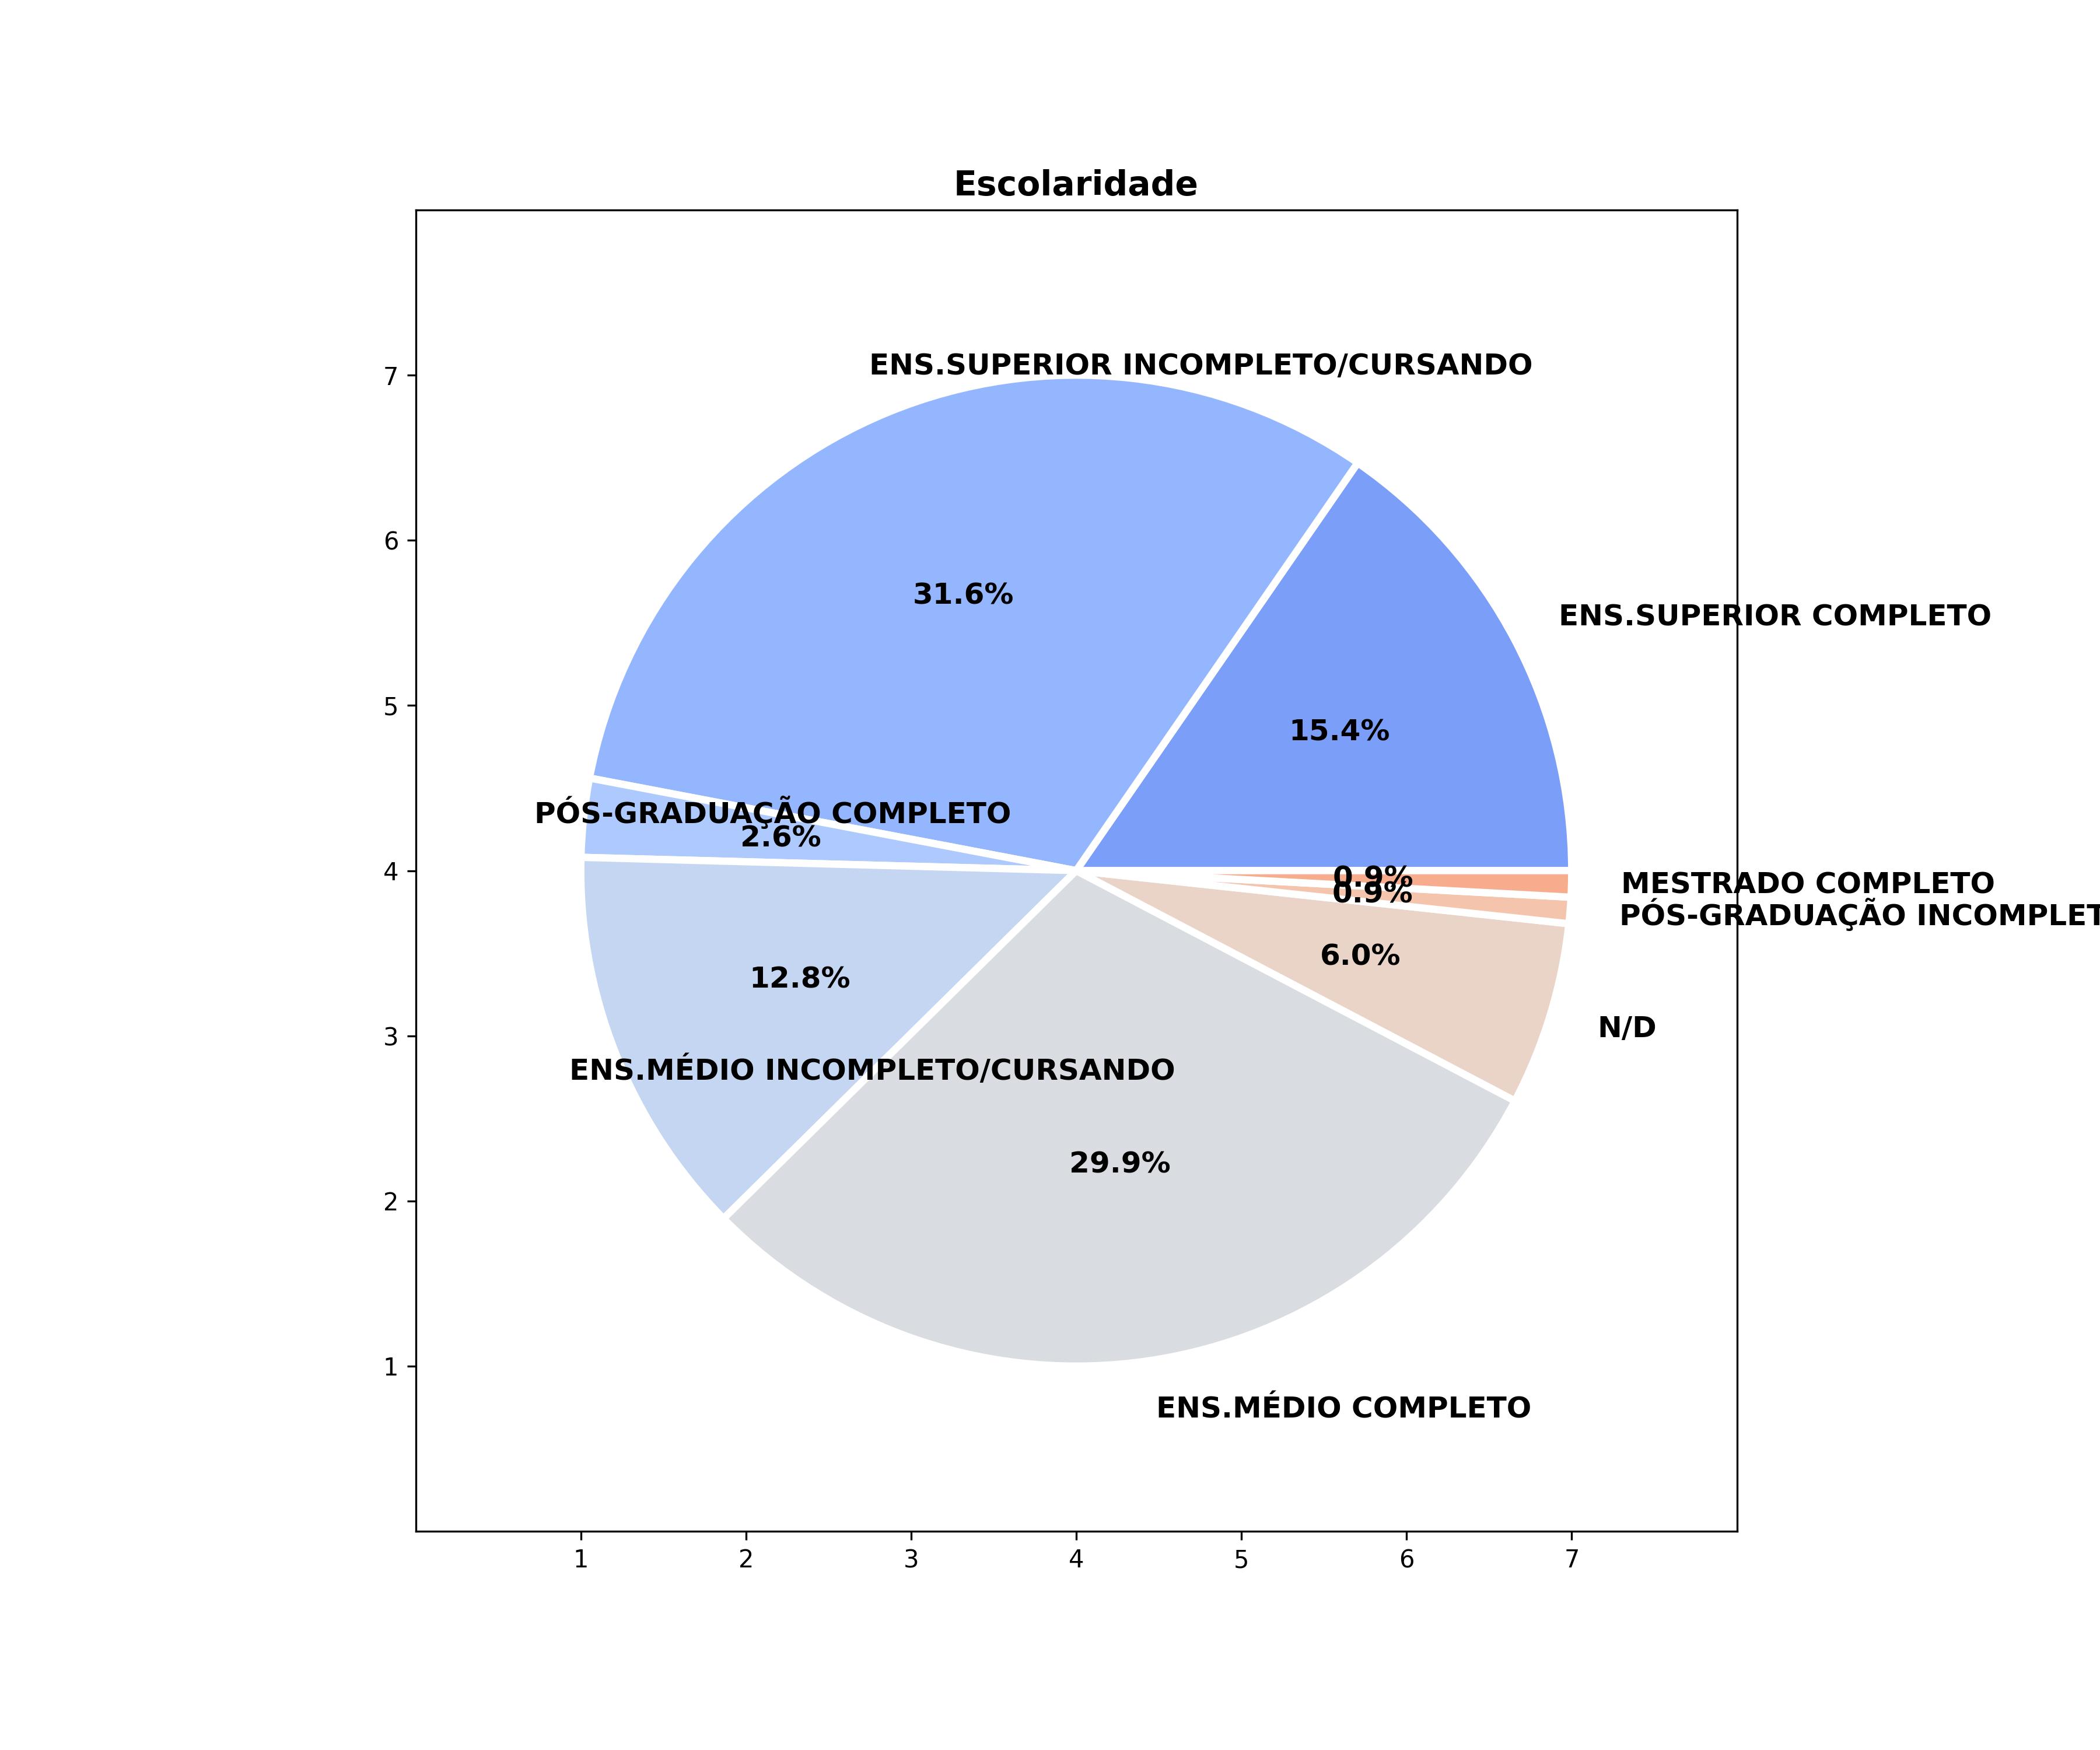 Escolaridade
7
ENS.SUPERIOR INCOMPLETO/CURSANDO
6
31.6%
ENS.SUPERIOR COMPLETO
5
15.4%
PÓS-GRADUAÇÃO COMPLETO
2.6%
4
0.9%
MESTRADO COMPLETO
0.9%
PÓS-GRADUAÇÃO INCOMPLET
6.0%
12.8%
3
N/D
ENS.MÉDIO INCOMPLETO/CURSANDO
29.9%
2
1
ENS.MÉDIO COMPLETO
1 2 3 4 5 6 7